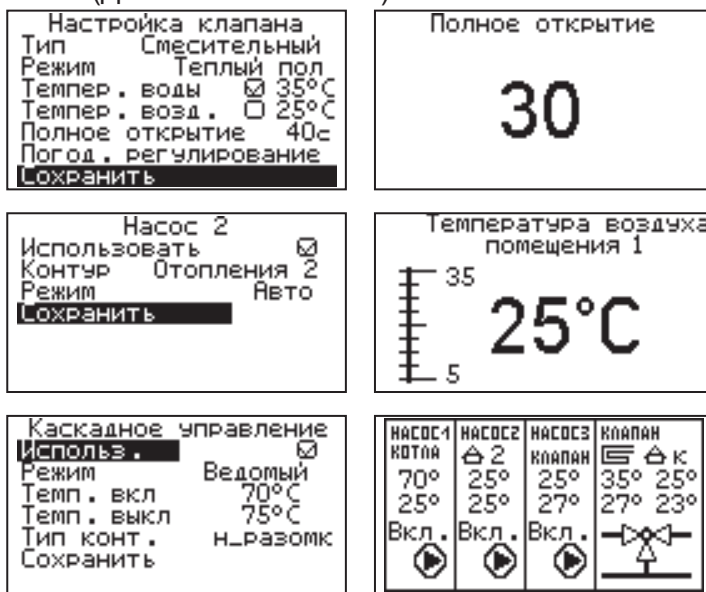 Настройка клапана
Тип Смесительный
Режим Теплый пол
Темпер. воды 35°C
Темпер. возд. 25°C
Полное открытие 40с
Погод. регулирование
Сохранить
Полное открытие
30
Насос 2
Использовать
Контур Отопления 2
Режим Авто
Сохранить
Температура воздуха
помещения 1
35
25°C
5
Каскадное управление
Использ.
Режим Ведомый
Темп. вкл 70°C
Темп. выкл 75°C
Тип конт. н_разомк
Сохранить
НАСОС1 НАСОС2 НАСОС3 КЛАПАН
КОТЛА 2 КЛАПАН К
70° 25° 25° 35° 25°
25° 25° 27° 27° 23°
Вкл. Вкл. Вкл.